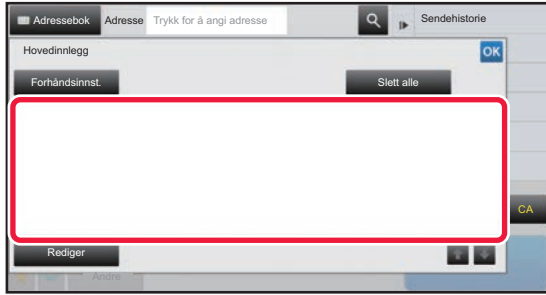 Adressebok Adresse Trykk for å angi adresse Sendehistorie
Hovedinnlegg OK
Forhåndsinnst. Slett alle
CA
Rediger
Andre